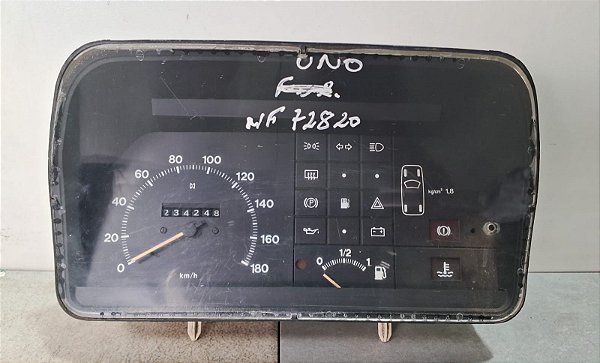 UNO
NF 72820
80 100
60 120
40 140
20 160
0 180
234248
km/h
kg/cm² 1,8
P
0 1/2 1